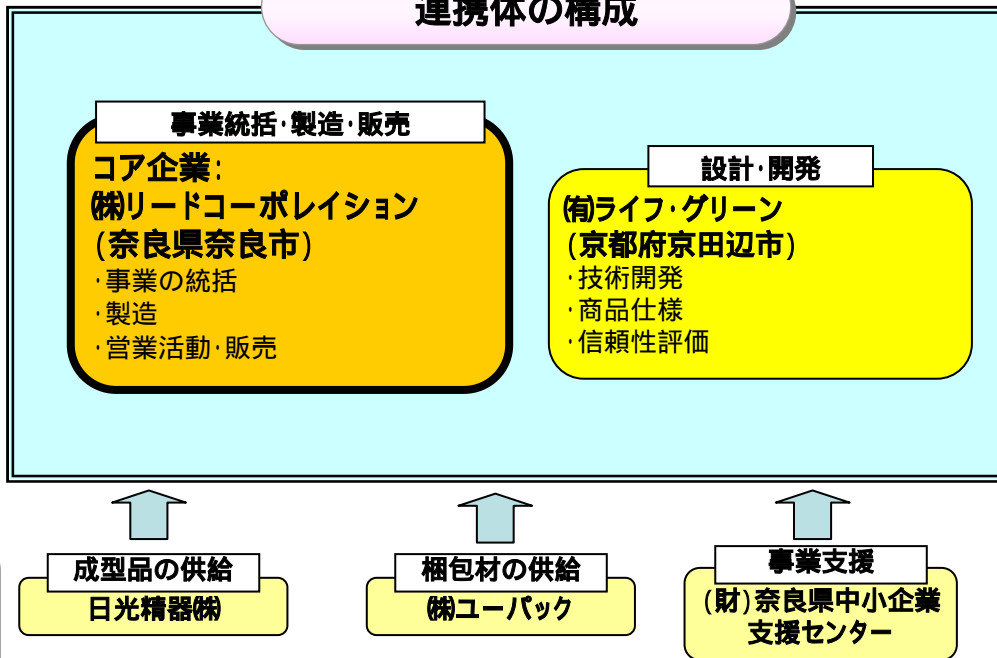 連携体の構成
事業統括･製造･販売
コア企業:
㈱リードコーポレイション
(奈良県奈良市)
･事業の統括
･製造
･営業活動･販売
設計･開発
㈲ライフ･グリーン
(京都府京田辺市)
･技術開発
･商品仕様
･信頼性評価
成型品の供給
日光精器㈱
梱包材の供給
㈱ユーパック
事業支援
(財)奈良県中小企業
支援センター